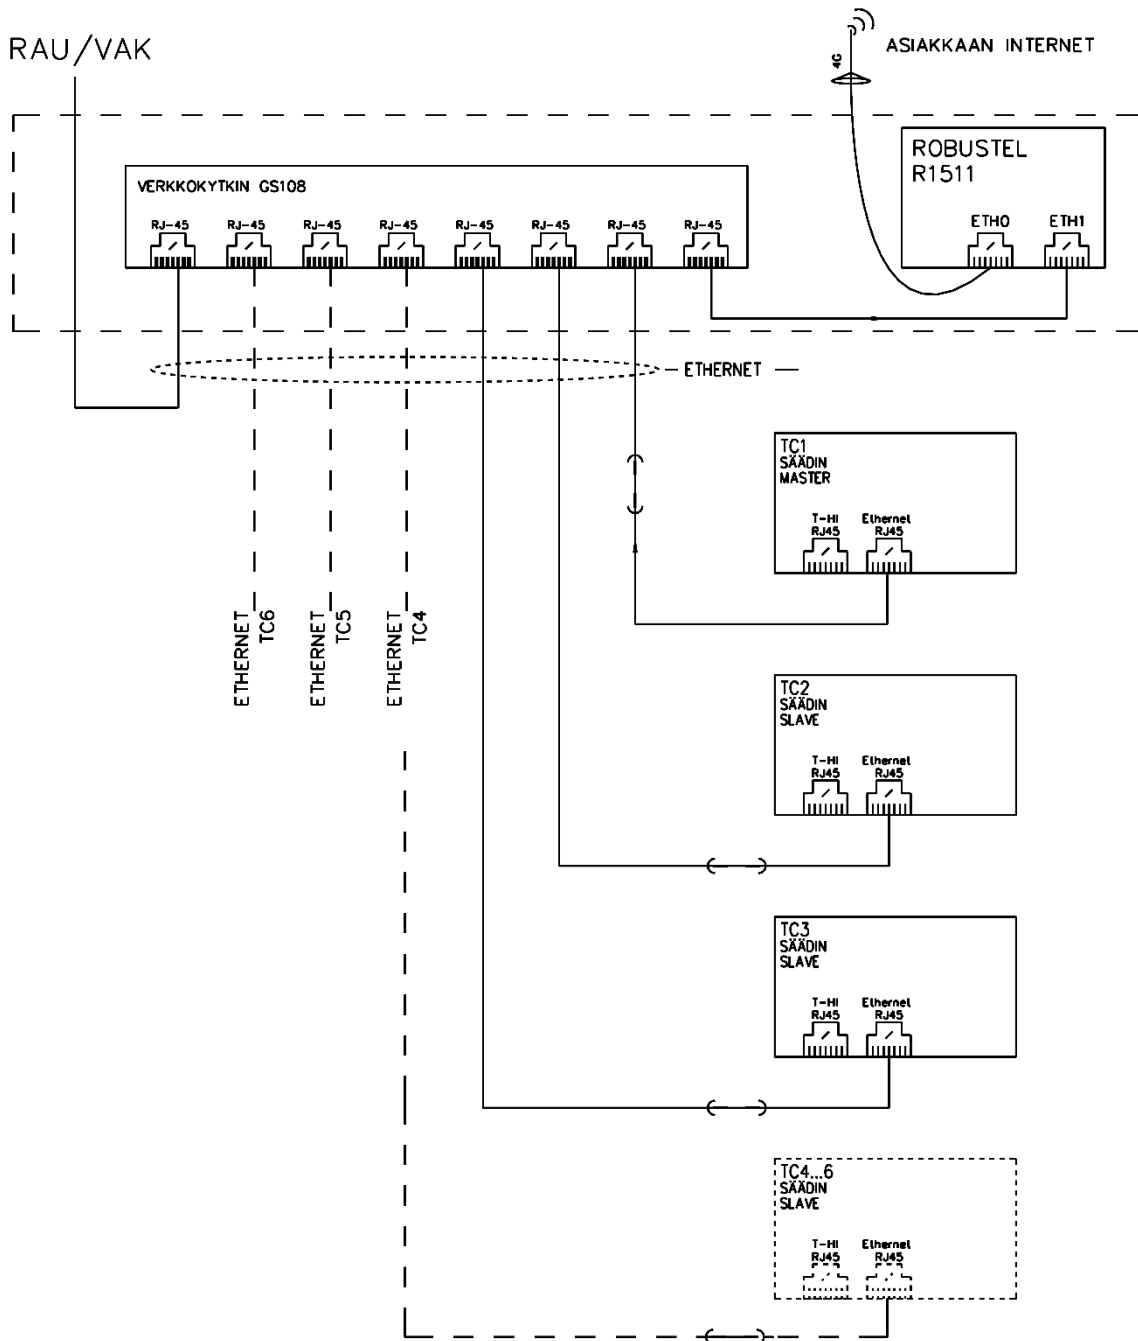 RAU/VAK
4G
ASIAKKAAN INTERNET
ROBUSTEL
R1511
ETH0 ETH1
VERKKOKYTKIN GS108
RJ-45 RJ-45 RJ-45 RJ-45 RJ-45 RJ-45 RJ-45 RJ-45
ETHERNET
TC1
SÄÄDIN
MASTER
T-HI Ethernet
RJ45 RJ45
ETHERNET
TC6
ETHERNET
TC5
ETHERNET
TC4
TC2
SÄÄDIN
SLAVE
T-HI Ethernet
RJ45 RJ45
TC3
SÄÄDIN
SLAVE
T-HI Ethernet
RJ45 RJ45
TC4...6
SÄÄDIN
SLAVE
T-HI Ethernet
RJ45 RJ45